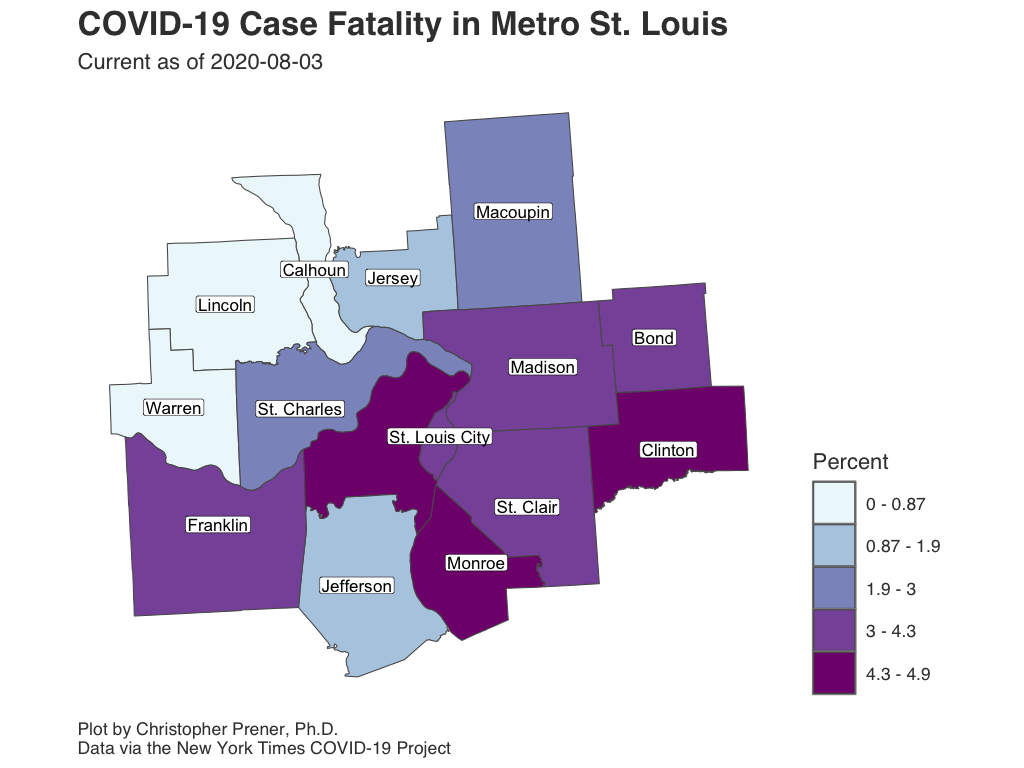 COVID-19 Case Fatality in Metro St. Louis
Current as of 2020-08-03
Macoupin
Calhoun
Jersey
Lincoln
Bond
Madison
Warren
St. Charles
St. Louis City
Clinton
St. Clair
Franklin
Monroe
Jefferson
Percent
0 - 0.87
0.87 - 1.9
1.9 - 3
3 - 4.3
4.3 - 4.9
Plot by Christopher Prener, Ph.D.
Data via the New York Times COVID-19 Project